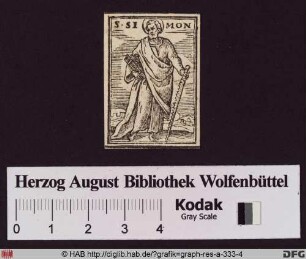 S · SI MON
Herzog August Bibliothek Wolfenbüttel
Kodak
Gray Scale
0 1 2 3 4
© HAB http://diglib.hab.de/?grafik=graph-res-a-333-4
DFG